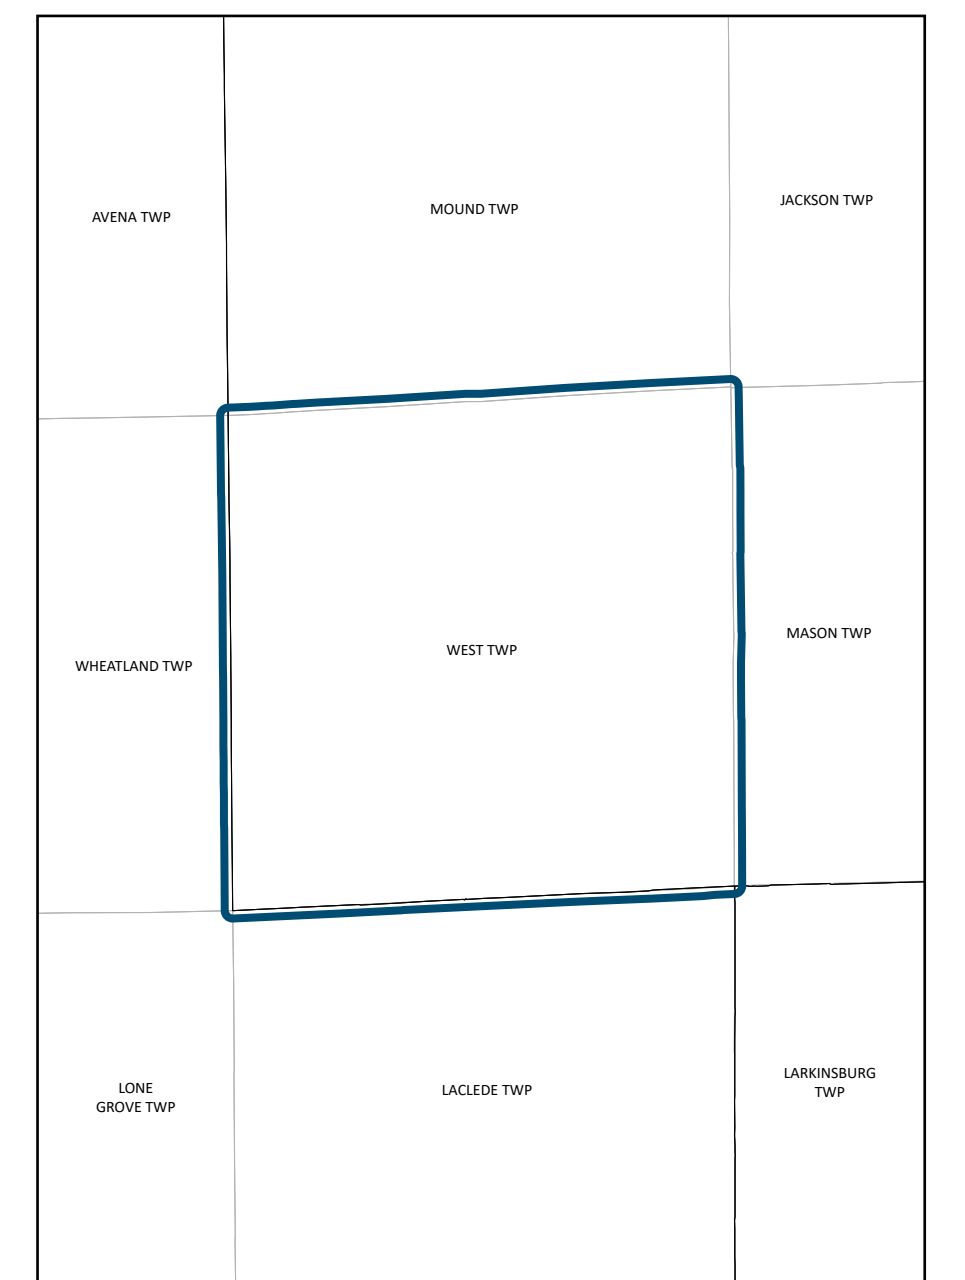 JACKSON TWP
MOUND TWP
AVENA TWP
MASON TWP
WEST TWP
WHEATLAND TWP
LARKINSBURG
TWP
LONE
GROVE TWP
LACLEDE TWP